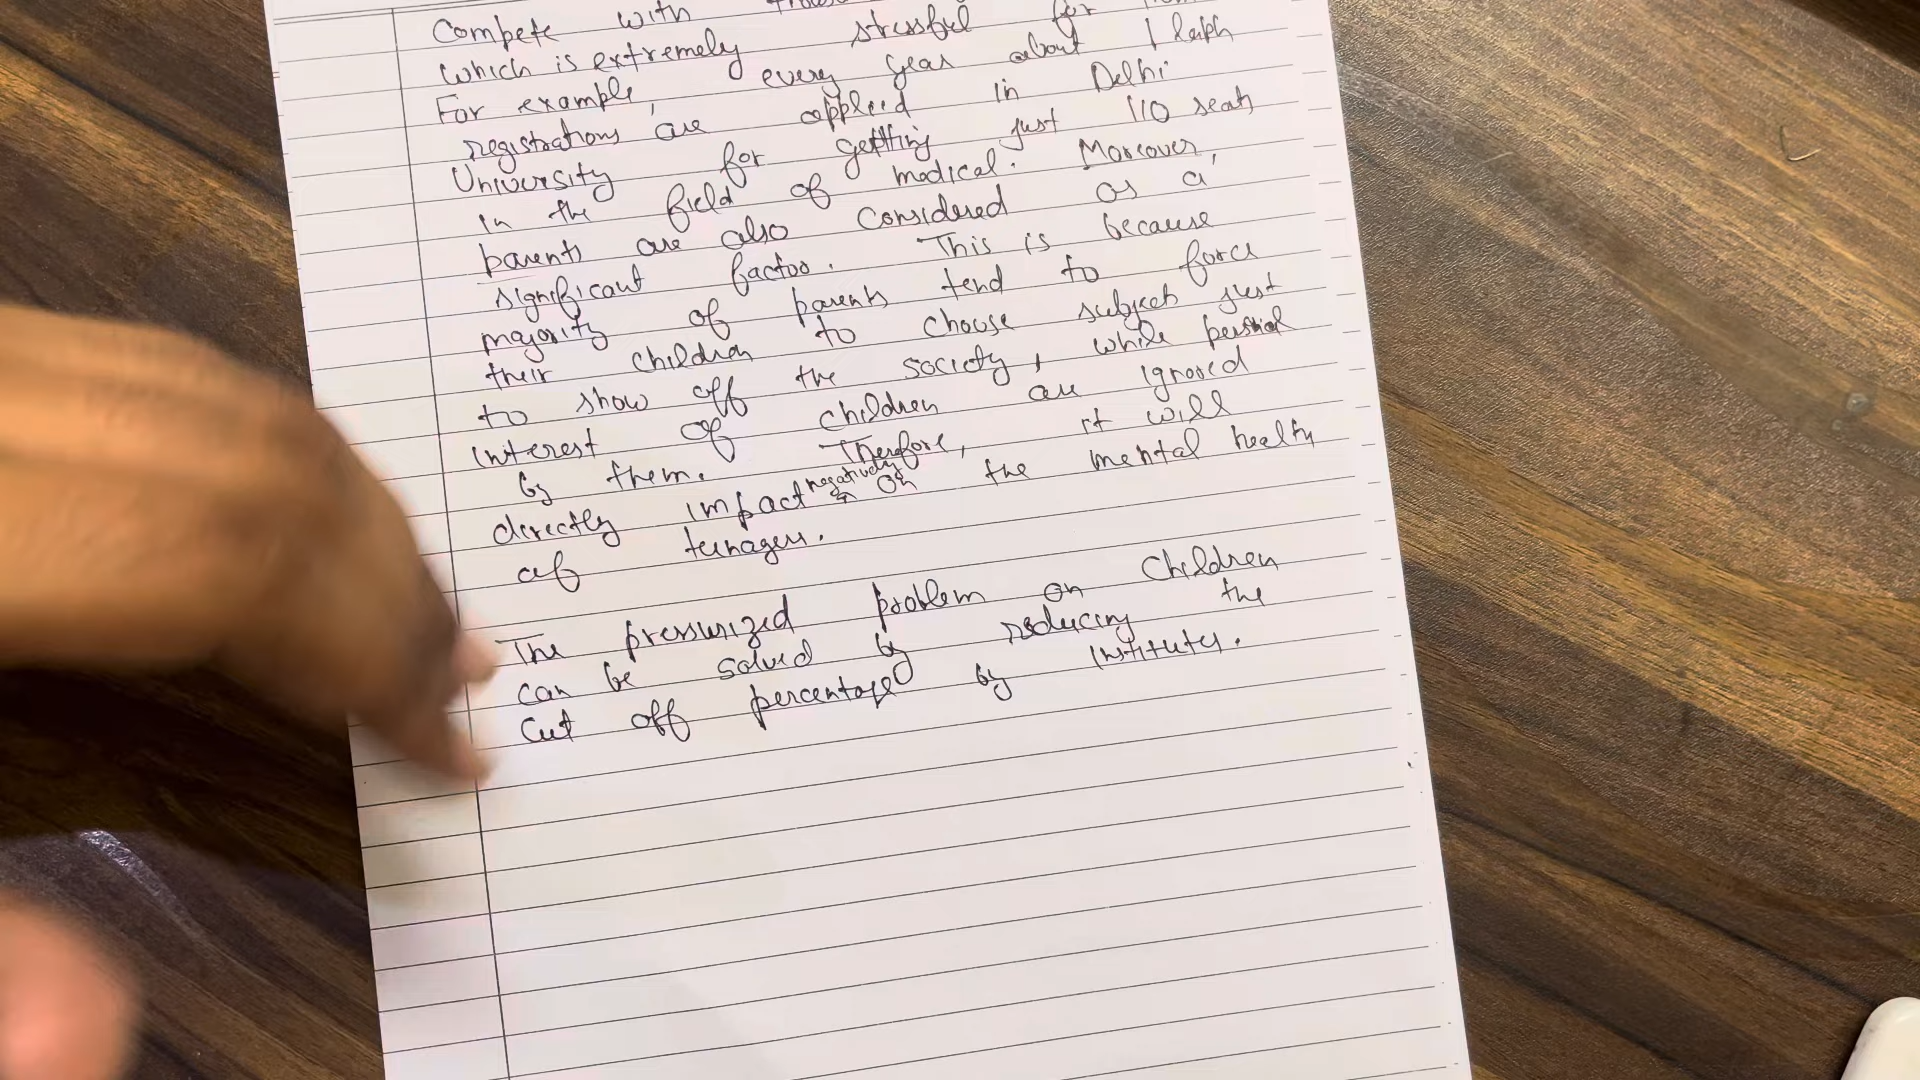 Compete with
which is extremely stressful for
For example, every year about 1 lakh
registrations are applied in Delhi
University for getting just 110 seats
in the field of medical. Moreover,
parents are also considered as a
significant factor. This is because
majority of parents tend to force
their children to choose subjects just
to show off the society, while personal
interest of children are ignored
by them. Therefore, it will
directly impact negatively on the mental health
of teenagers.
The pressurized problem on children
can be solved by reducing the
cut off percentage by institutes.